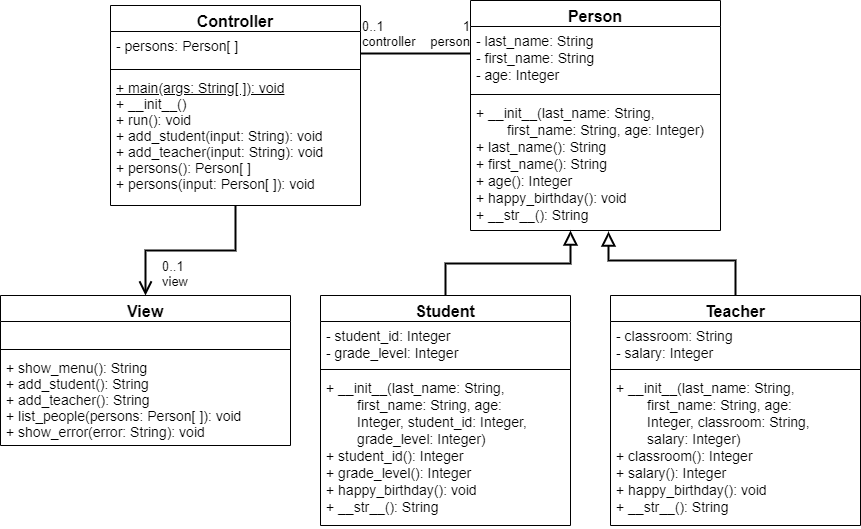 Controller
- persons: Person[ ]
+ main(args: String[ ]): void
+ __init__()
+ run(): void
+ add_student(input: String): void
+ add_teacher(input: String): void
+ persons(): Person[ ]
+ persons(input: Person[ ]): void
0..1
controller
1
person
Person
- last_name: String
- first_name: String
- age: Integer
+ __init__(last_name: String,
first_name: String, age: Integer)
+ last_name(): String
+ first_name(): String
+ age(): Integer
+ happy_birthday(): void
+ __str__(): String
0..1
view
View
+ show_menu(): String
+ add_student(): String
+ add_teacher(): String
+ list_people(persons: Person[ ]): void
+ show_error(error: String): void
Student
- student_id: Integer
- grade_level: Integer
+ __init__(last_name: String,
first_name: String, age:
Integer, student_id: Integer,
grade_level: Integer)
+ student_id(): Integer
+ grade_level(): Integer
+ happy_birthday(): void
+ __str__(): String
Teacher
- classroom: String
- salary: Integer
+ __init__(last_name: String,
first_name: String, age:
Integer, classroom: String,
salary: Integer)
+ classroom(): Integer
+ salary(): Integer
+ happy_birthday(): void
+ __str__(): String